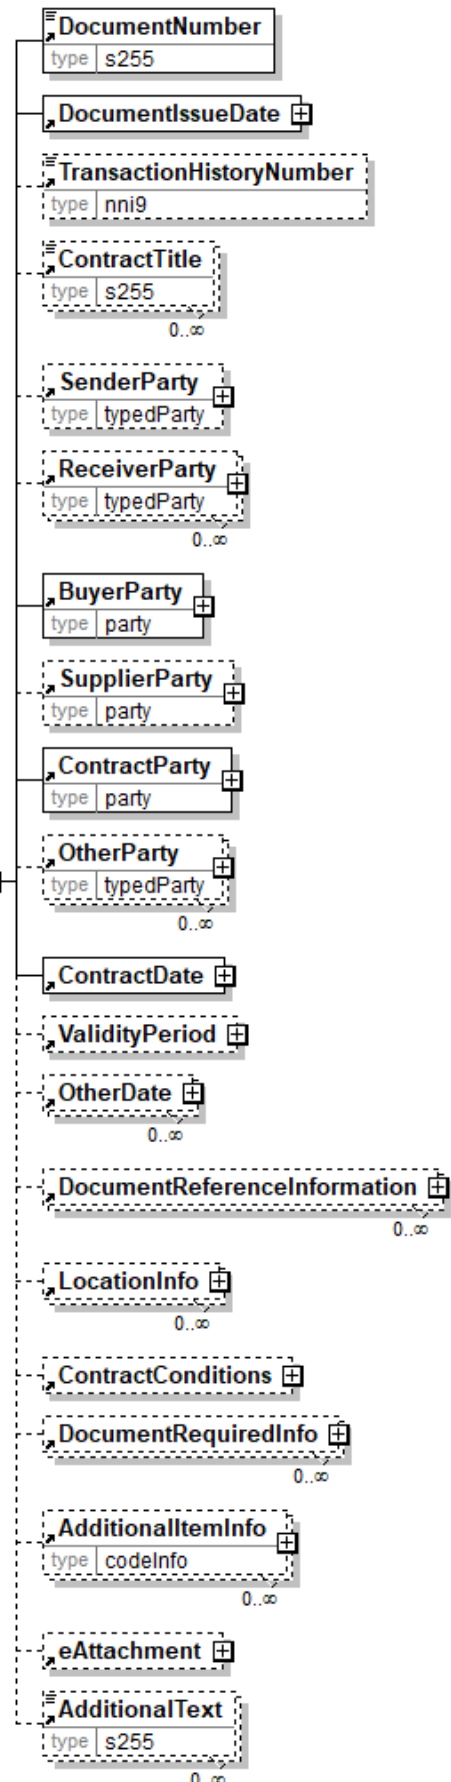 DocumentNumber
type s255
DocumentIssueDate
TransactionHistoryNumber
type nni9
ContractTitle
type s255
0..∞
SenderParty
type typedParty
ReceiverParty
type typedParty
0..∞
BuyerParty
type party
SupplierParty
type party
ContractParty
type party
OtherParty
type typedParty
0..∞
ContractDate
ValidityPeriod
OtherDate
0..∞
DocumentReferenceInformation
0..∞
LocationInfo
0..∞
ContractConditions
DocumentRequiredInfo
0..∞
AdditionalItemInfo
type codeInfo
0..∞
eAttachment
AdditionalText
type s255
0..∞